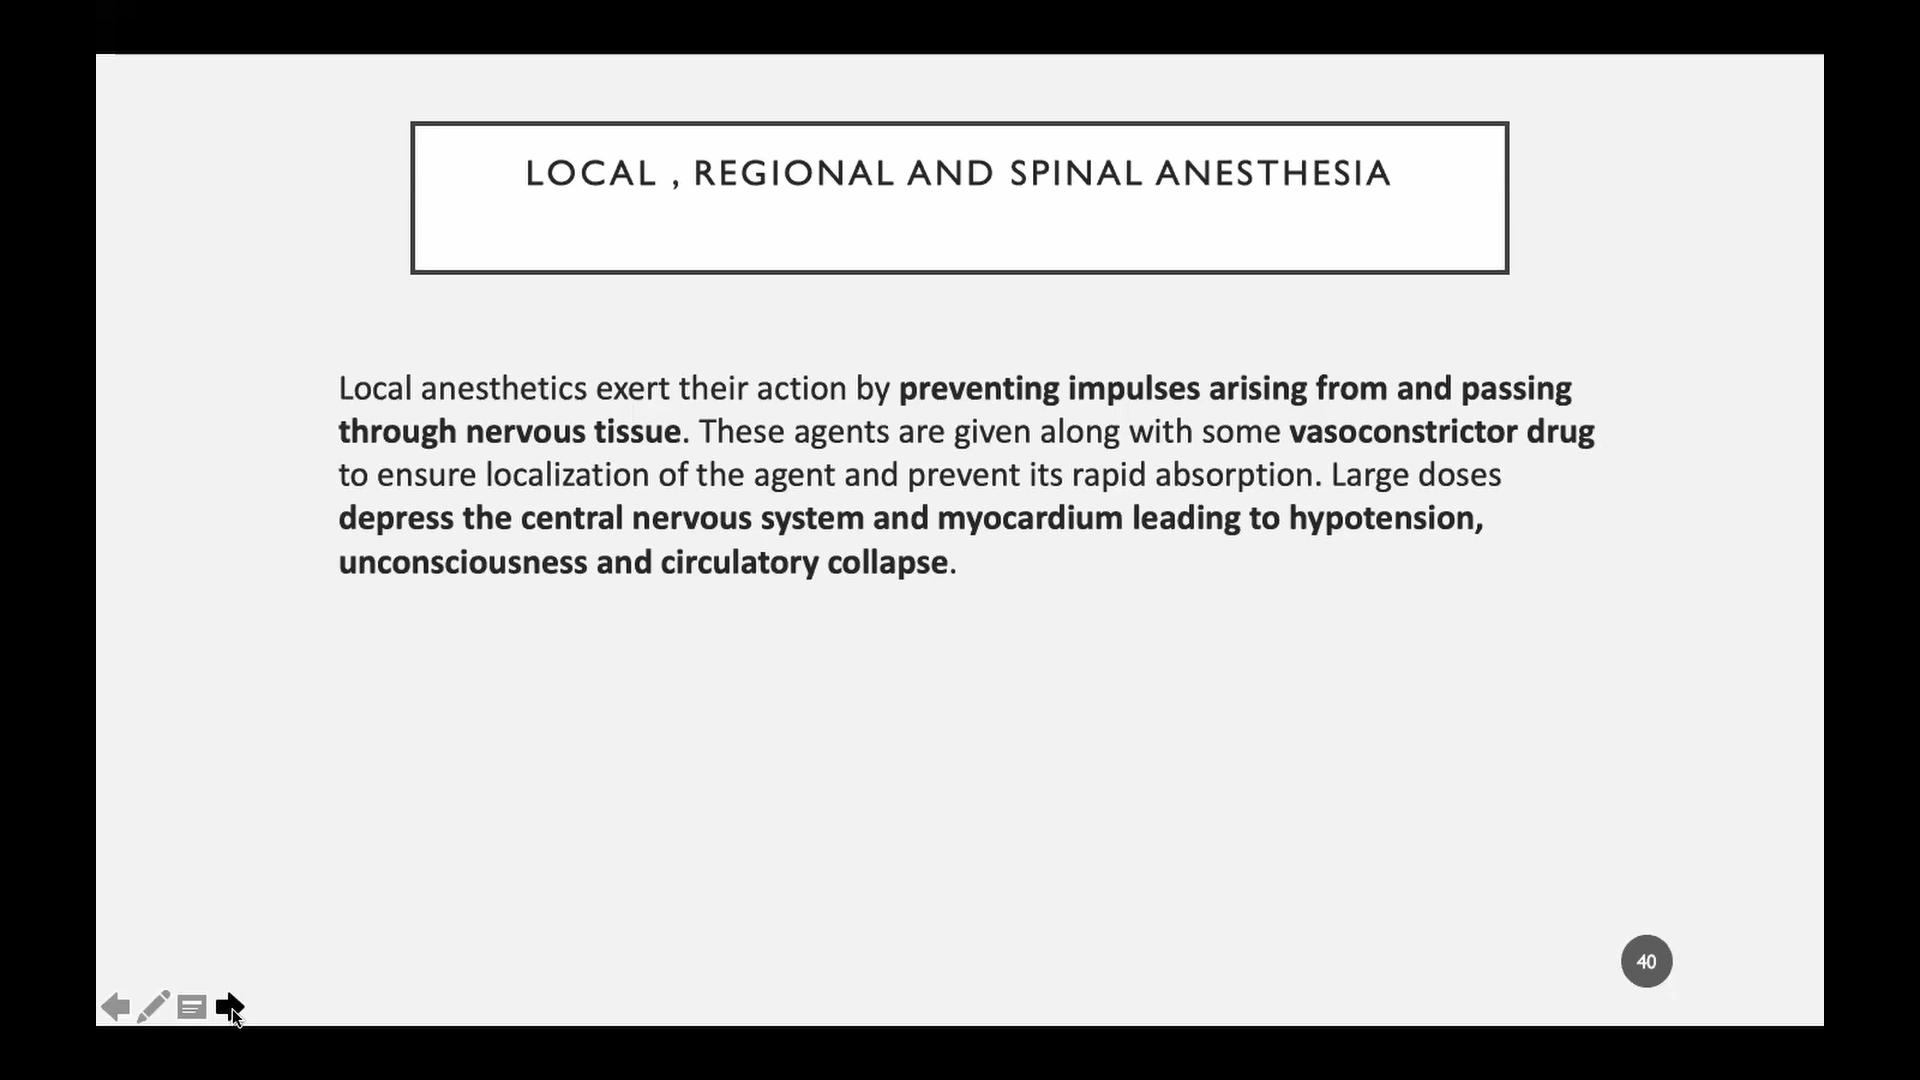 LOCAL , REGIONAL AND SPINAL ANESTHESIA
Local anesthetics exert their action by preventing impulses arising from and passing
through nervous tissue. These agents are given along with some vasoconstrictor drug
to ensure localization of the agent and prevent its rapid absorption. Large doses
depress the central nervous system and myocardium leading to hypotension,
unconsciousness and circulatory collapse.
40